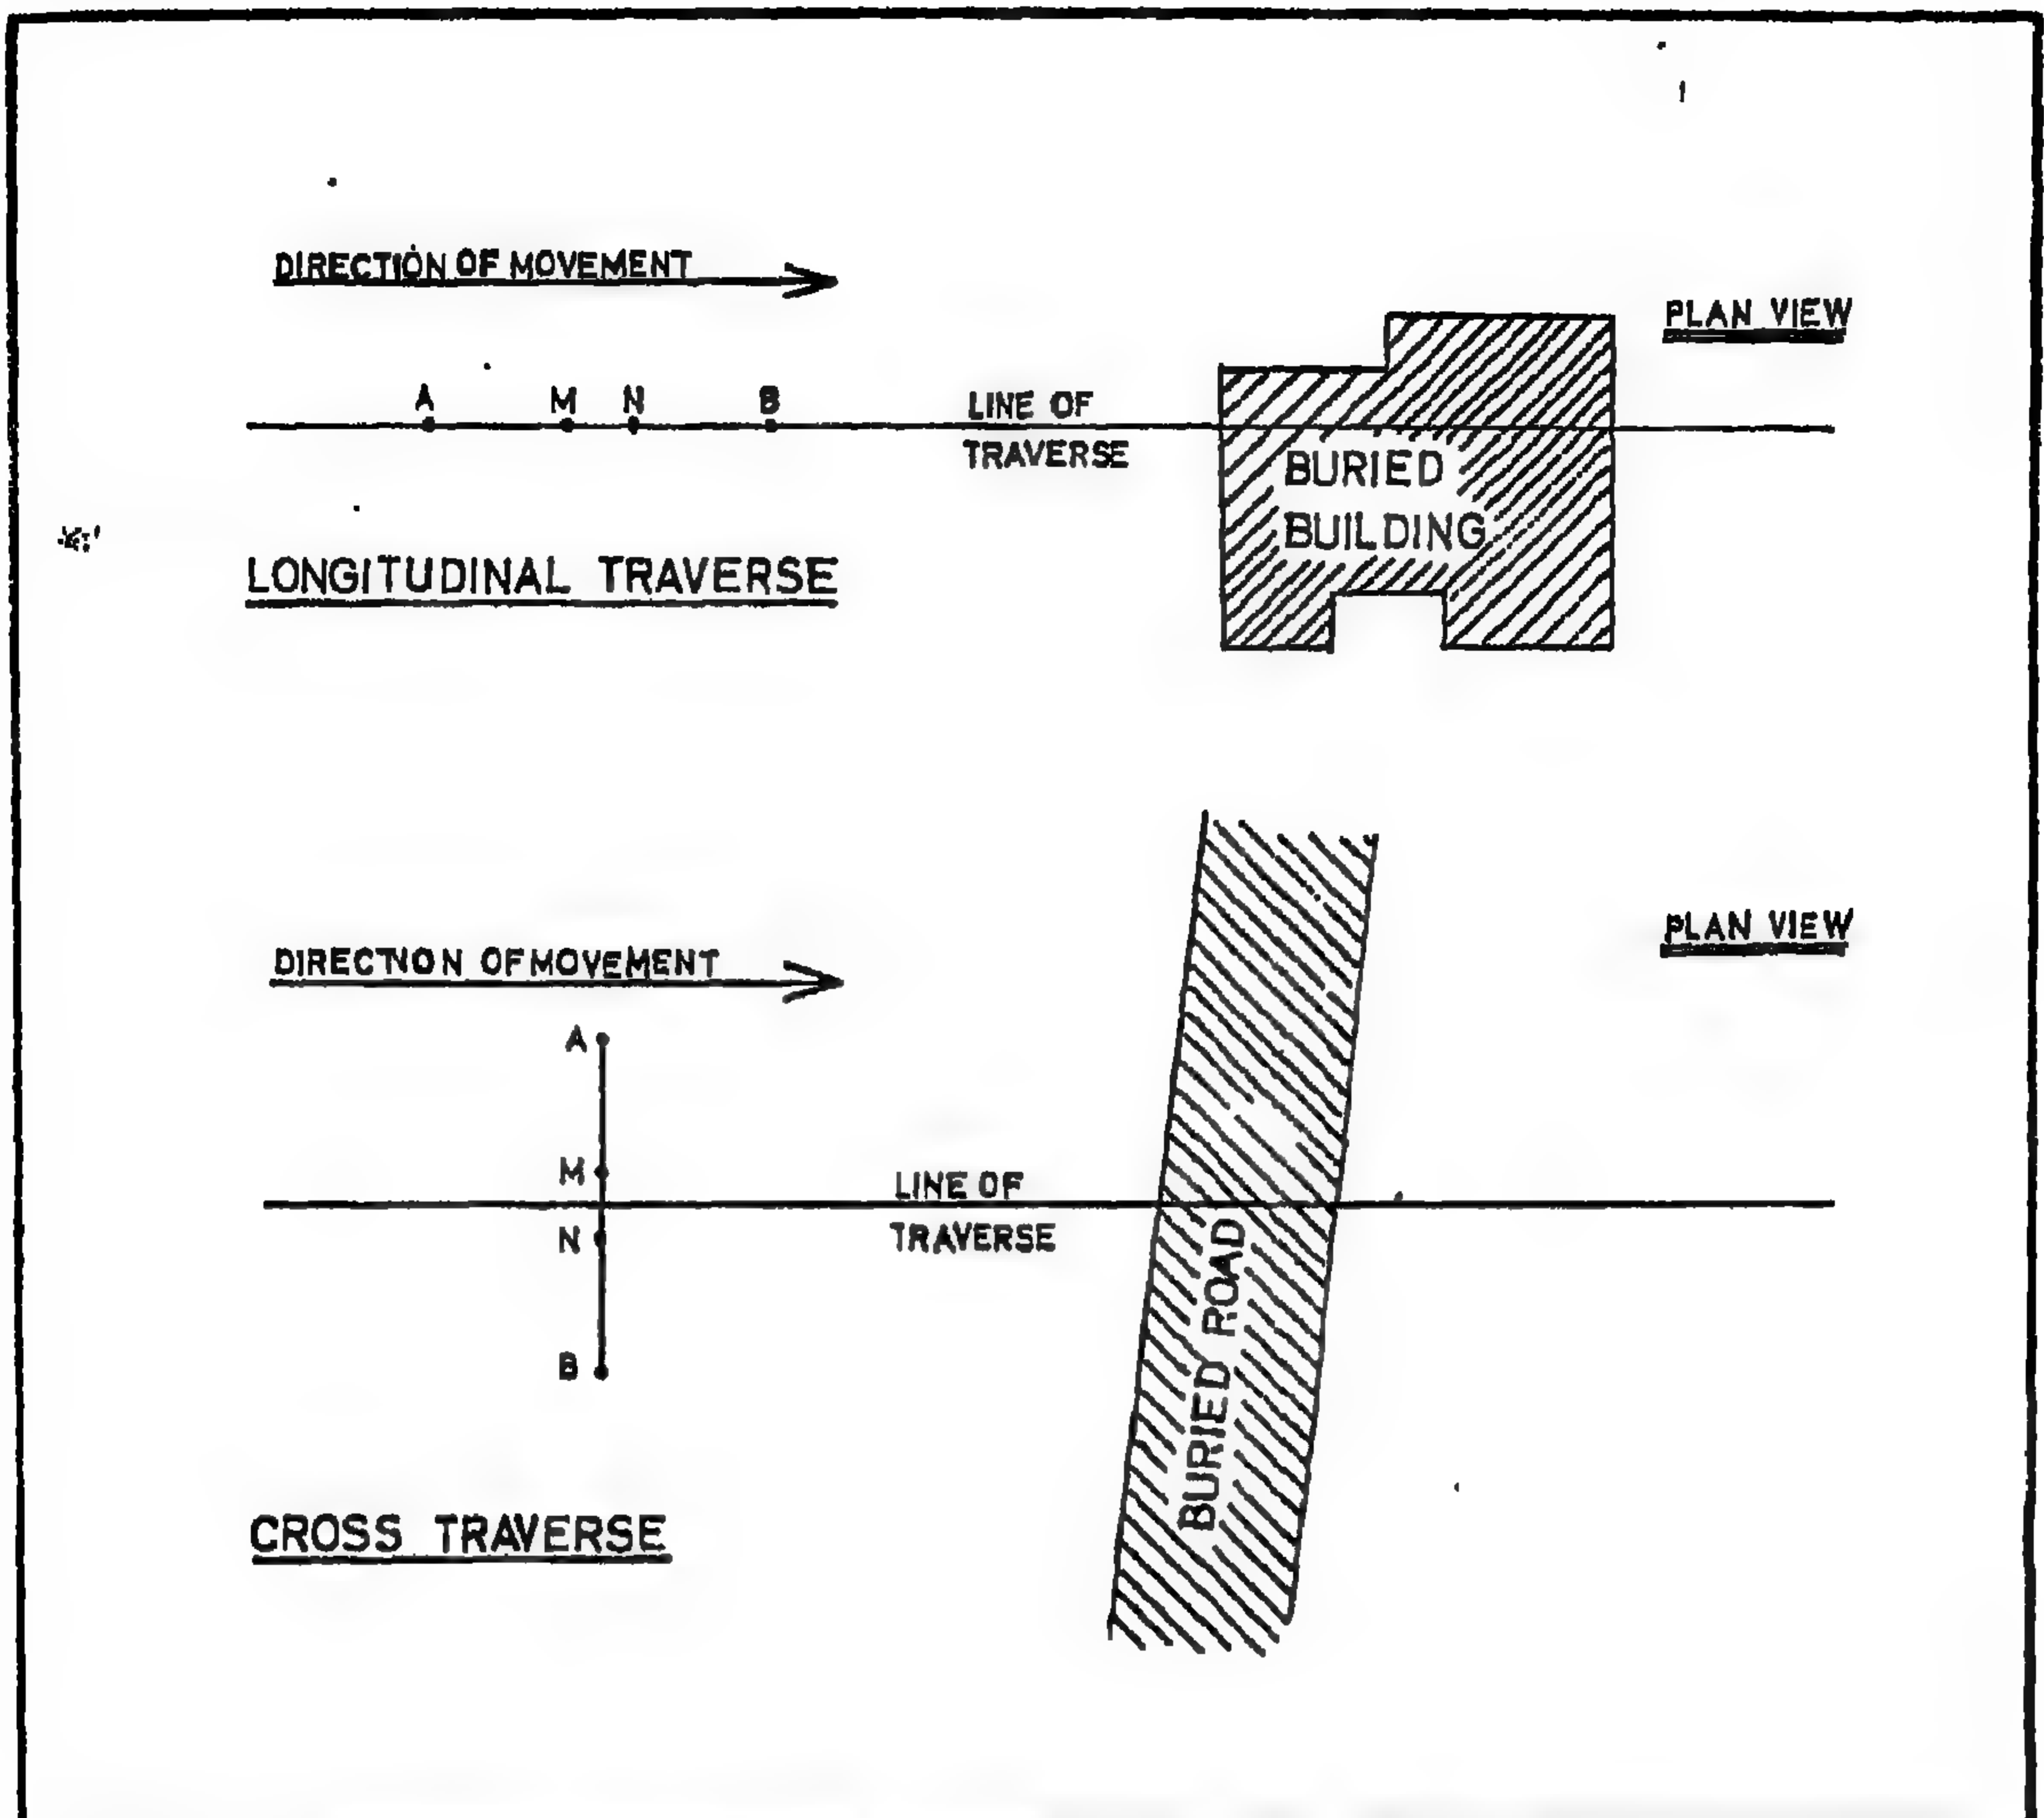 DIRECTION OF MOVEMENT
PLAN VIEW
A M N B
LINE OF
TRAVERSE
BURIED
BUILDING
LONGITUDINAL TRAVERSE
PLAN VIEW
DIRECTION OF MOVEMENT
A
M
LINE OF
N
TRAVERSE
B
BURIED ROAD
CROSS TRAVERSE